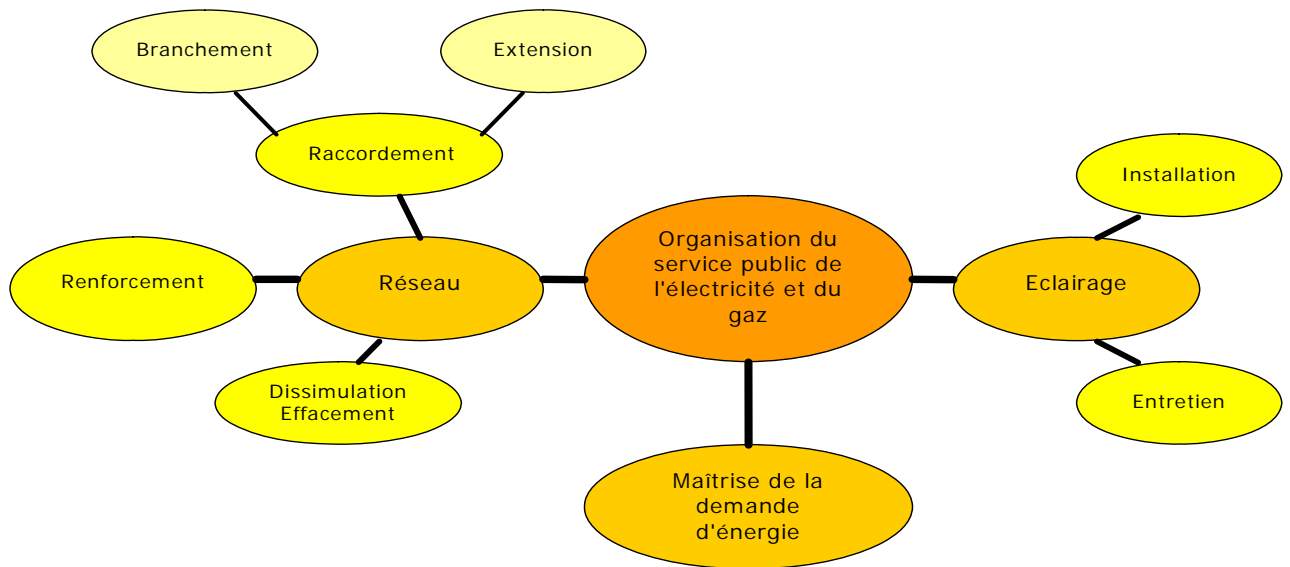 Branchement
Extension
Raccordement
Installation
Organisation du
service public de
l'électricité et du
gaz
Renforcement
Réseau
Eclairage
Dissimulation
Effacement
Entretien
Maîtrise de la
demande
d'énergie